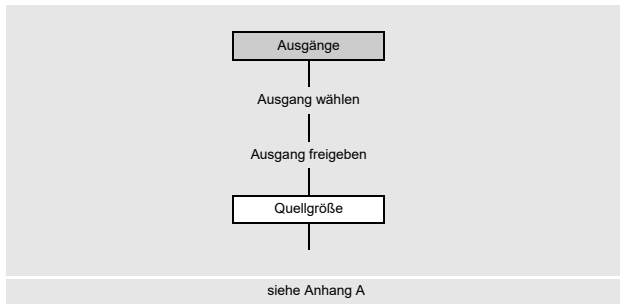 Ausgänge
Ausgang wählen
Ausgang freigeben
Quellgröße
siehe Anhang A